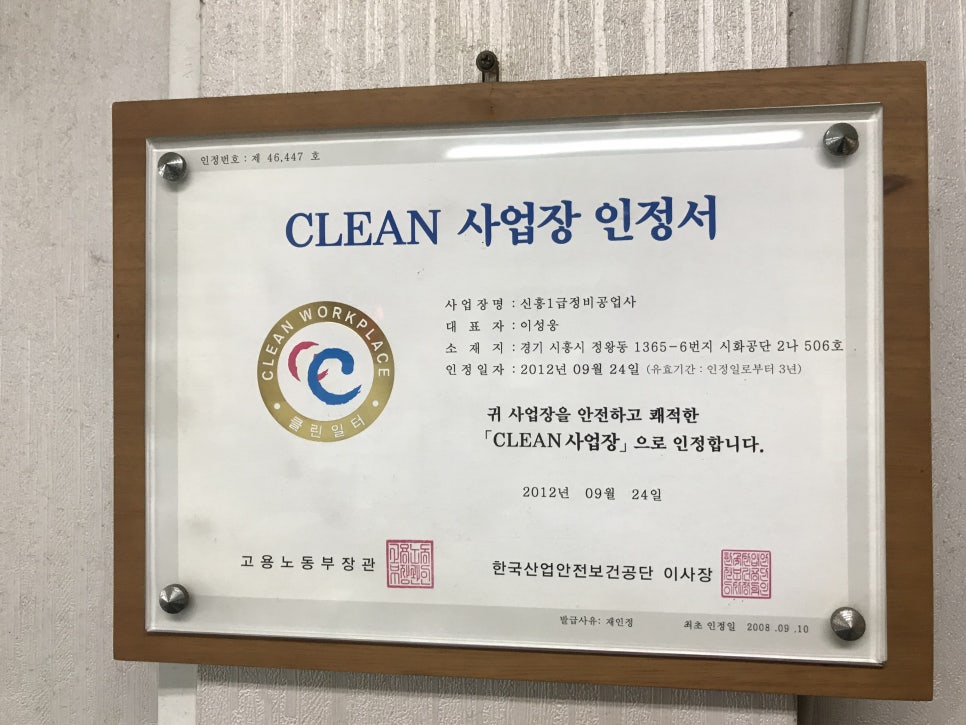 인정번호 : 제 46,447 호
CLEAN 사업장 인정서
CLEAN WORKPLACE
클린일터
사업장명 : 신흥1급정비공업사
대 표 자 : 이성웅
소 재 지 : 경기 시흥시 정왕동 1365-6번지 시화공단 2나 506호
인정일자 : 2012년 09월 24일 (유효기간 : 인정일로부터 3년)
귀 사업장을 안전하고 쾌적한
「CLEAN 사업장」으로 인정합니다.
2012년 09월 24일
고용노동부장관
한국산업안전보건공단 이사장
발급사유: 재인정
최초 인정일 2008 .09 .10